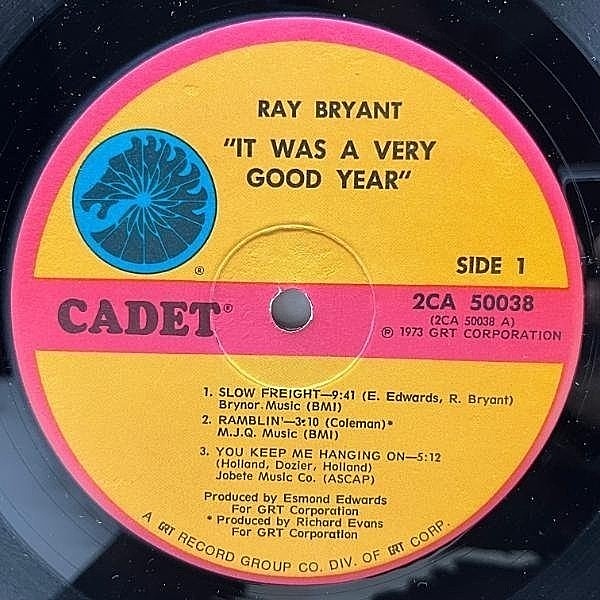 RAY BRYANT
"IT WAS A VERY
GOOD YEAR"
®
SIDE 1
CADET®
2CA 50038
(2CA 50038 A)
℗ 1973 GRT CORPORATION
1. SLOW FREIGHT—9:41 (E. Edwards, R. Bryant)
Brynor Music (BMI)
2. RAMBLIN'—3:10 (Coleman)*
M.J.Q. Music (BMI)
3. YOU KEEP ME HANGING ON—5:12
(Holland, Dozier, Holland)
Jobete Music Co. (ASCAP)
Produced by Esmond Edwards
For GRT Corporation
* Produced by Richard Evans
For GRT Corporation
A GRT RECORD GROUP CO. DIV. OF GRT CORP.